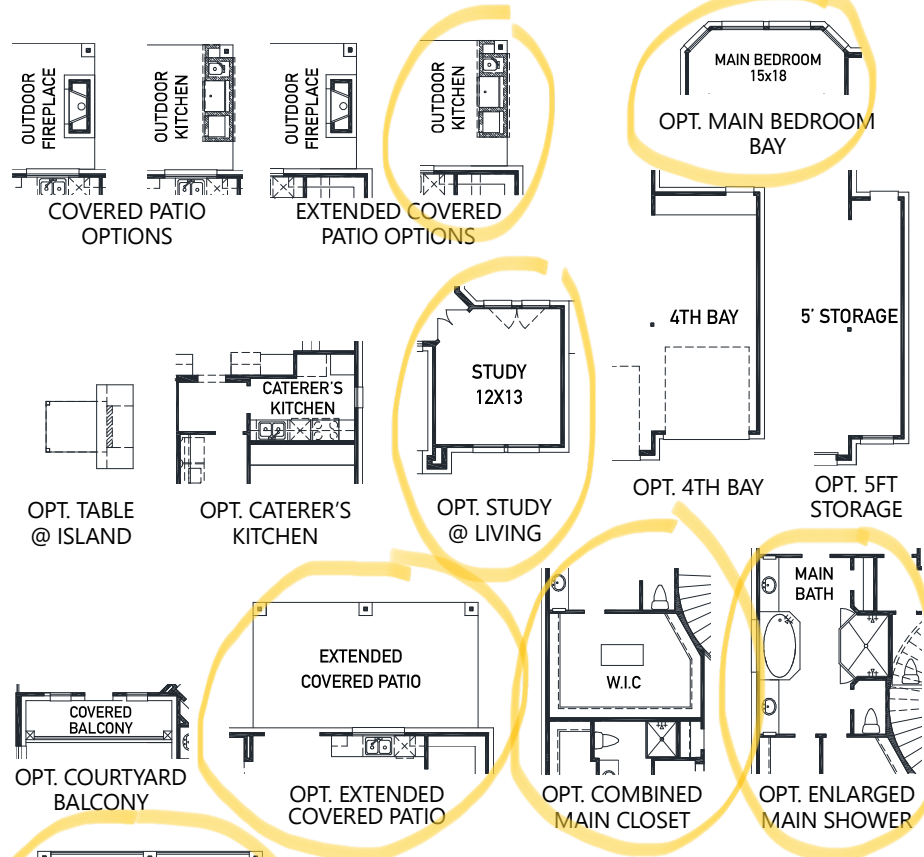 OUTDOOR
FIREPLACE
OUTDOOR
KITCHEN
COVERED PATIO
OPTIONS
OUTDOOR
FIREPLACE
OUTDOOR
KITCHEN
EXTENDED COVERED
PATIO OPTIONS
MAIN BEDROOM
15x18
OPT. MAIN BEDROOM
BAY
OPT. TABLE
@ ISLAND
CATERER'S
KITCHEN
OPT. CATERER'S
KITCHEN
STUDY
12X13
OPT. STUDY
@ LIVING
4TH BAY
OPT. 4TH BAY
5' STORAGE
OPT. 5FT
STORAGE
COVERED
BALCONY
OPT. COURTYARD
BALCONY
EXTENDED
COVERED PATIO
OPT. EXTENDED
COVERED PATIO
W.I.C
OPT. COMBINED
MAIN CLOSET
MAIN
BATH
OPT. ENLARGED
MAIN SHOWER